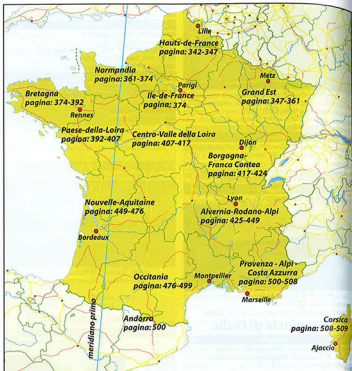 Lille
Hauts-de-France
pagina: 342-347
Normandia
pagina: 361-374
Metz
Parigi
Ile-de-France
pagina: 374
Grand Est
pagina: 347-361
Bretagna
pagina: 374-392
Rennes
Paese-della-Loira
pagina: 392-407
Centro-Valle della Loira
pagina: 407-417
Dijon
Borgogna-
Franca Contea
pagina: 417-424
Nouvelle-Aquitaine
pagina: 449-476
Lyon
Alvernia-Rodano-Alpi
pagina: 425-449
Bordeaux
Occitania
pagina: 476-499
Montpellier
Provenza - Alpi -
Costa Azzurra
pagina: 500-508
Marseille
meridiano primo
Andorra
pagina: 500
Corsica
pagina: 508-509
Ajaccio